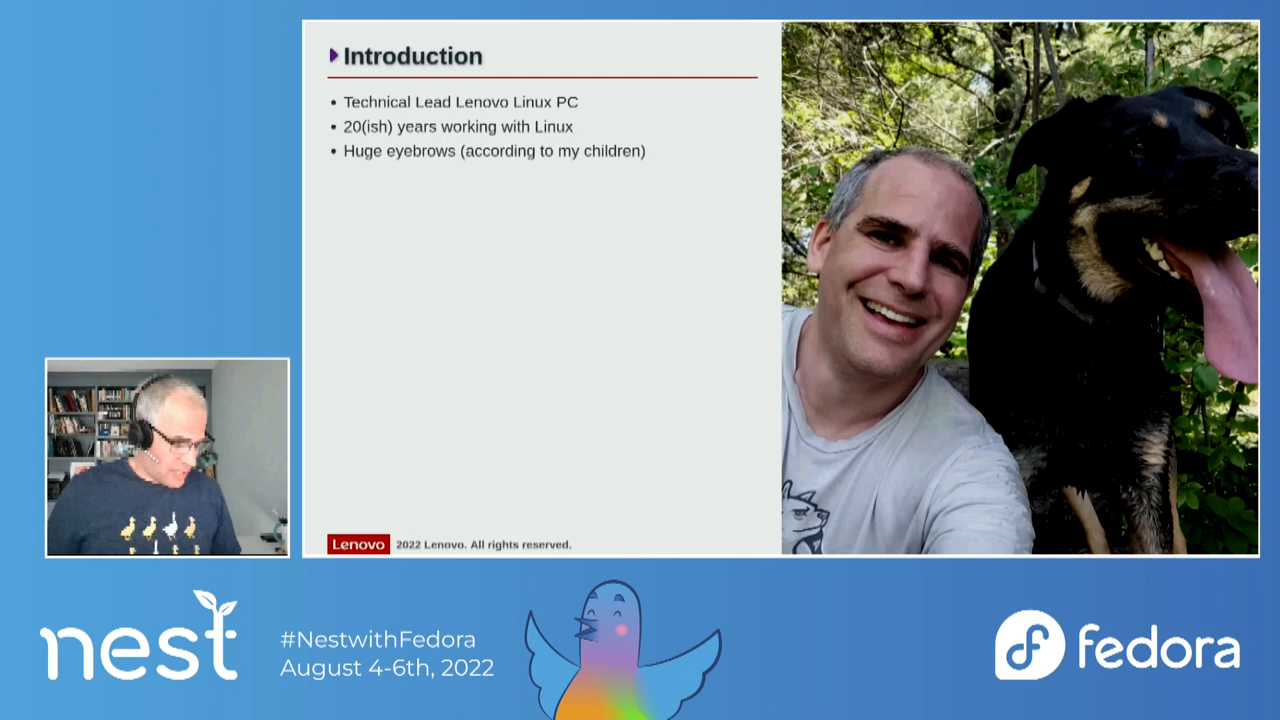 Introduction
Technical Lead Lenovo Linux PC
20(ish) years working with Linux
Huge eyebrows (according to my children)
Lenovo 2022 Lenovo. All rights reserved.
nest
#NestwithFedora
August 4-6th, 2022
fedora